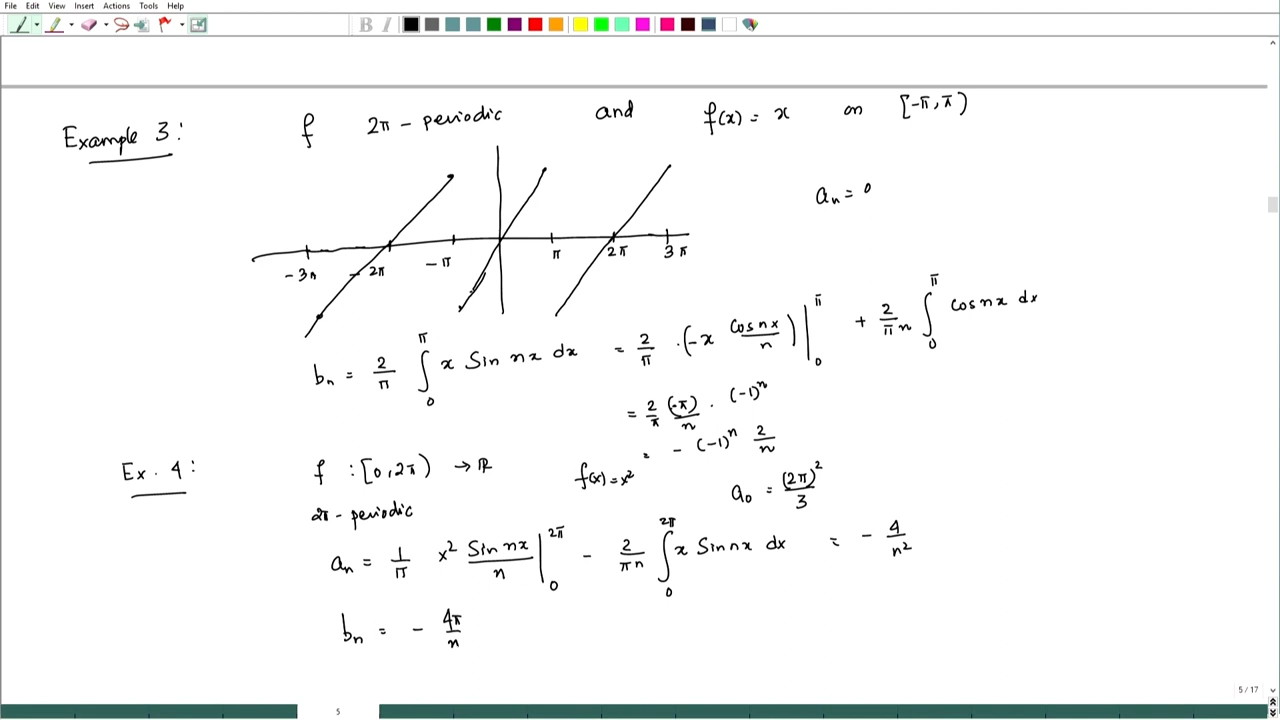 File Edit View Insert Actions Tools Help
B I
Example 3: f 2π - periodic and f(x) = x on [-π, π)
aₙ = 0
-3π -2π -π π 2π 3π
bₙ = 2/π ∫₀^π x Sin nx dx = 2/π · (-x Cos nx/n) |₀^π + 2/(πn) ∫₀^π Cos nx dx
= 2/π (-π)/n · (-1)ⁿ
= - (-1)ⁿ 2/n
Ex. 4: f : [0, 2π) → ℝ f(x) = x² a₀ = (2π)²/3
2π - periodic
aₙ = 1/π x² Sin nx/n |₀^2π - 2/(πn) ∫₀^2π x Sin nx dx = - 4/n²
bₙ = - 4π/n
5 / 17
5